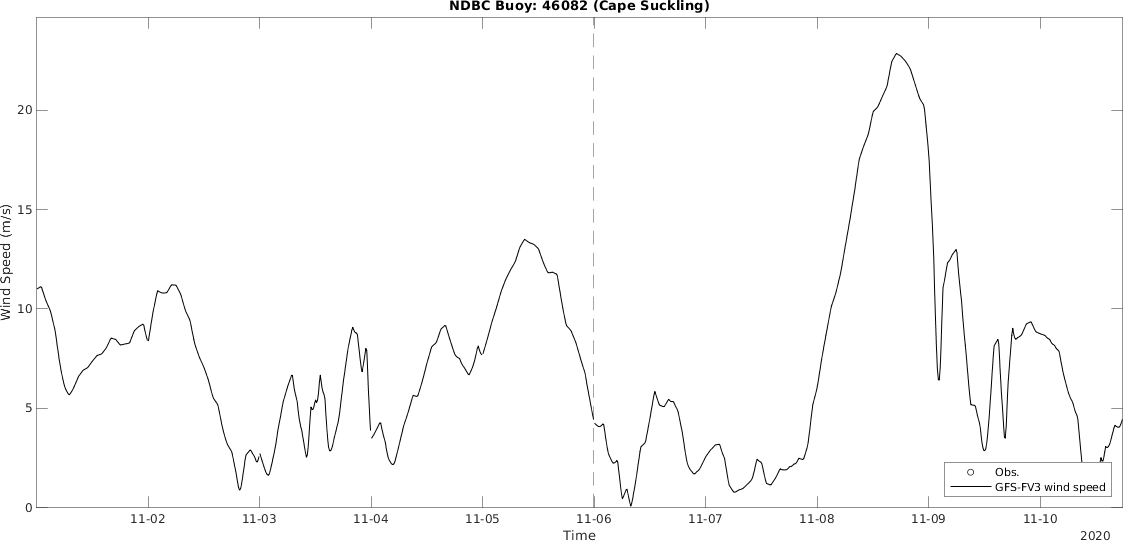 NDBC Buoy: 46082 (Cape Suckling)
Wind Speed (m/s)
20
15
10
5
0
11-02 11-03 11-04 11-05 11-06 11-07 11-08 11-09 11-10
Time
2020
Obs.
GFS-FV3 wind speed